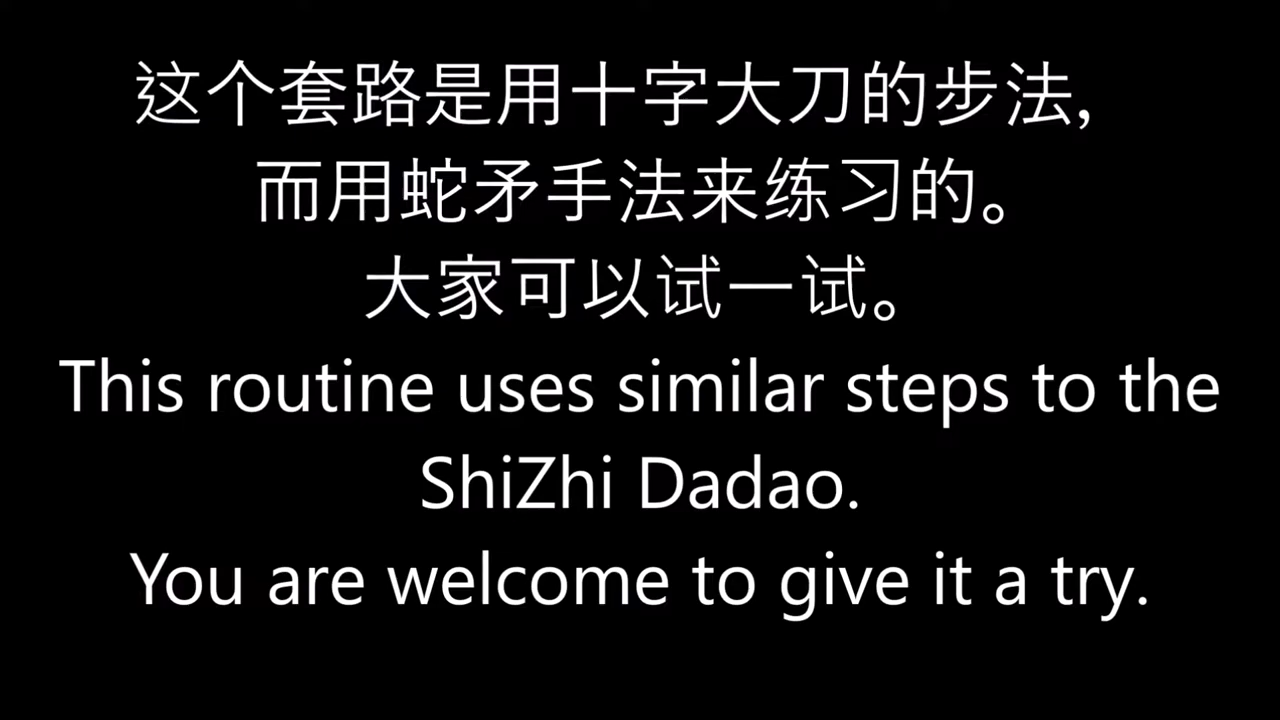 这个套路是用十字大刀的步法,
而用蛇矛手法来练习的。
大家可以试一试。
This routine uses similar steps to the
ShiZhi Dadao.
You are welcome to give it a try.